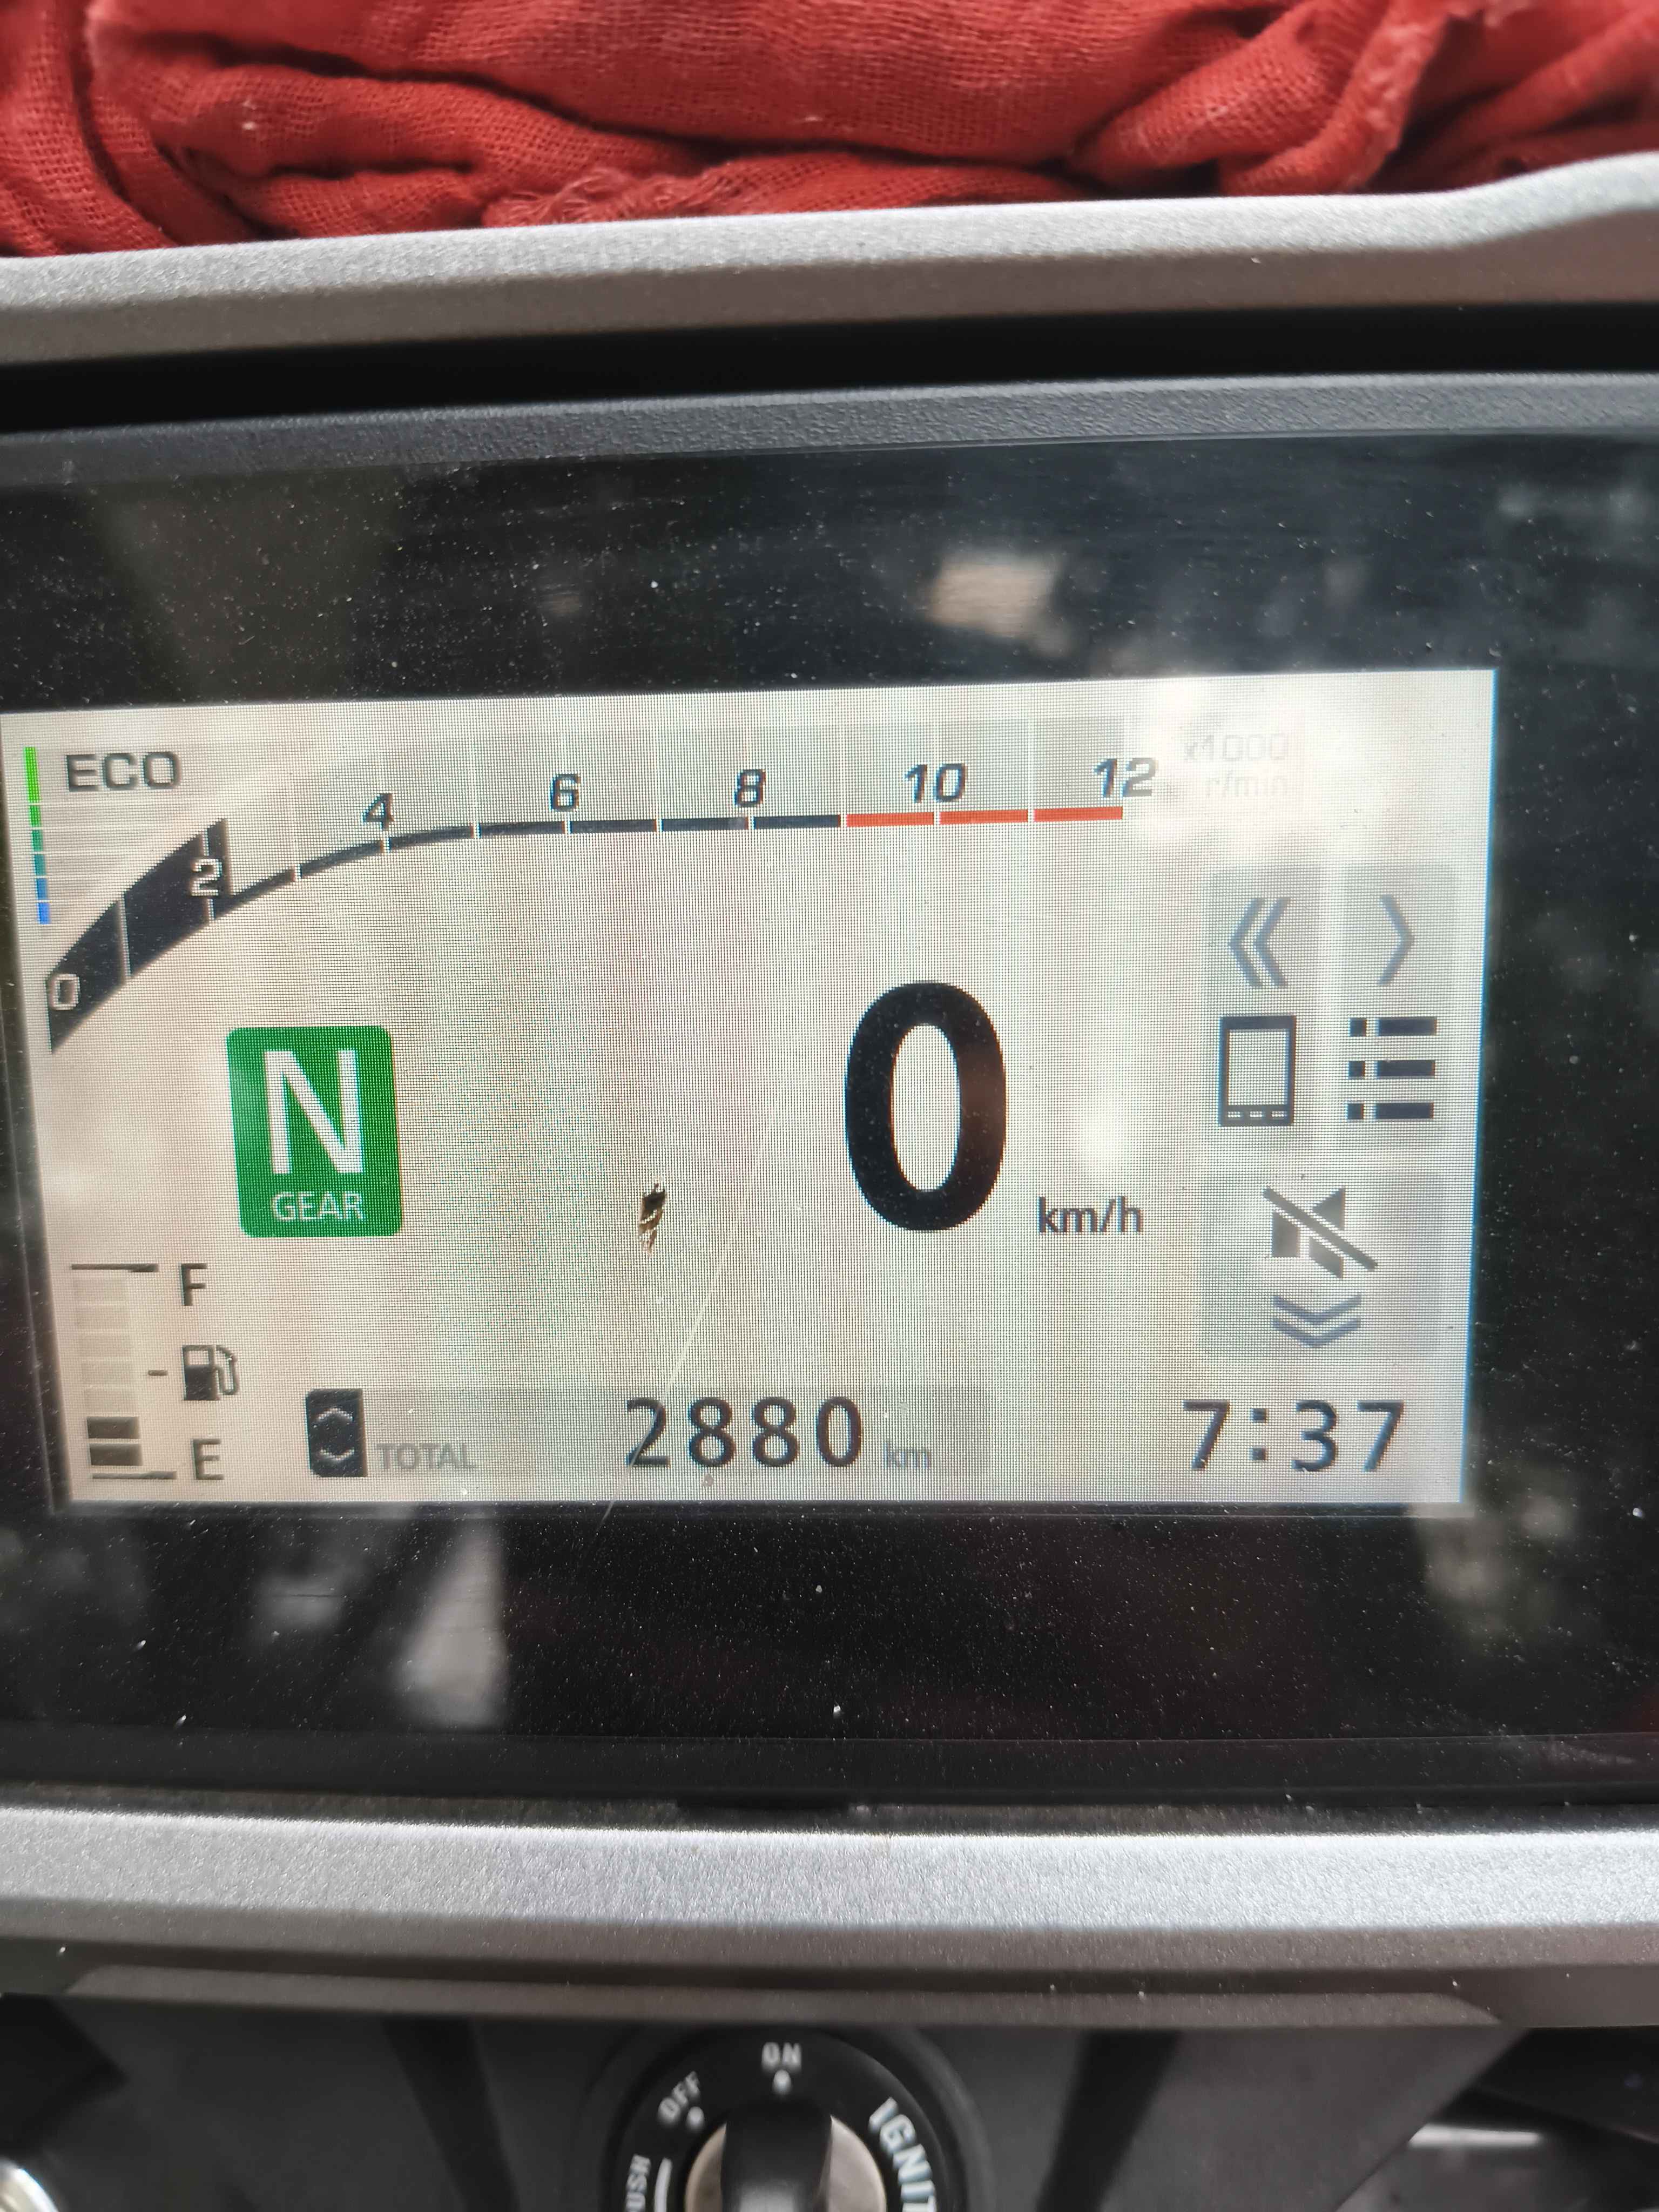 ECO
0 2 4 6 8 10 12 x1000
r/min
N
GEAR
0 km/h
F
E
TOTAL 2880 km
7:37
ON
OFF